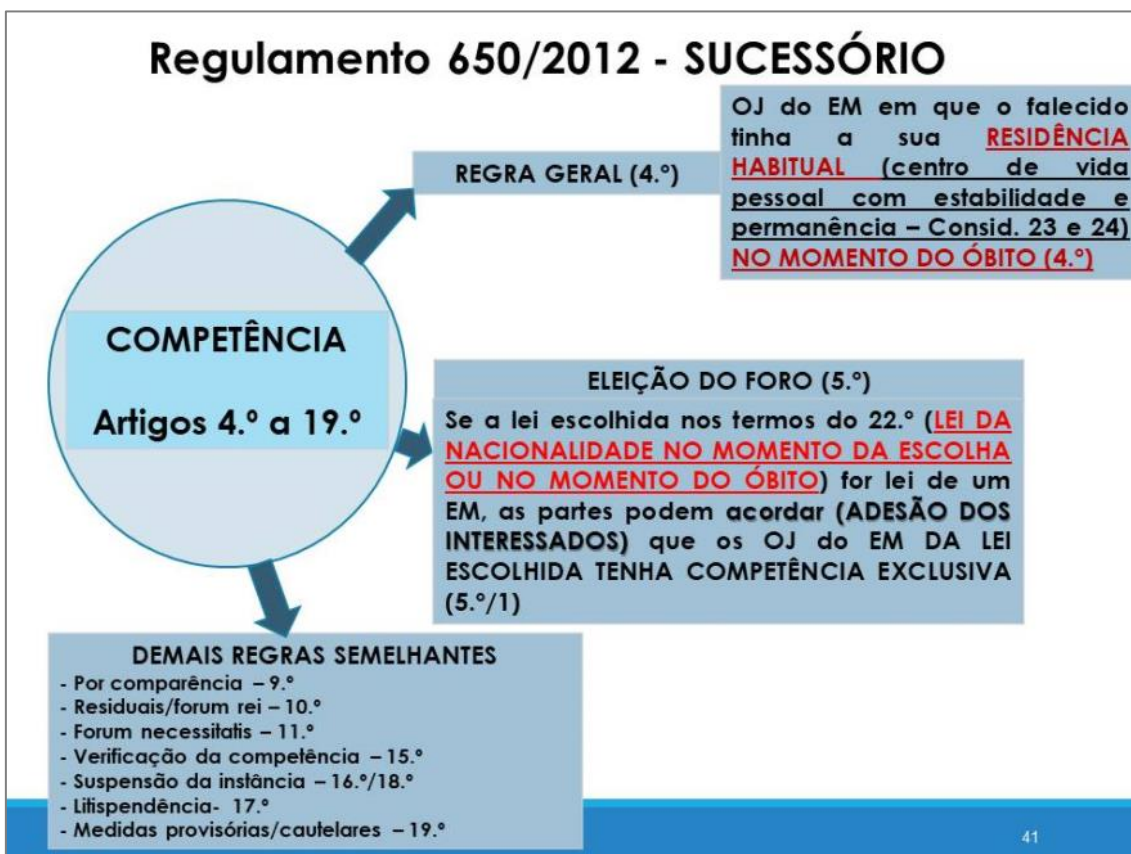 Regulamento 650/2012 - SUCESSÓRIO
OJ do EM em que o falecido
tinha a sua RESIDÊNCIA
HABITUAL (centro de vida
pessoal com estabilidade e
permanência – Consid. 23 e 24)
NO MOMENTO DO ÓBITO (4.º)
REGRA GERAL (4.º)
COMPETÊNCIA
Artigos 4.º a 19.º
ELEIÇÃO DO FORO (5.º)
Se a lei escolhida nos termos do 22.º (LEI DA
NACIONALIDADE NO MOMENTO DA ESCOLHA
OU NO MOMENTO DO ÓBITO) for lei de um
EM, as partes podem acordar (ADESÃO DOS
INTERESSADOS) que os OJ do EM DA LEI
ESCOLHIDA TENHA COMPETÊNCIA EXCLUSIVA
(5.º/1)
DEMAIS REGRAS SEMELHANTES
- Por comparência – 9.º
- Residuais/forum rei – 10.º
- Forum necessitatis – 11.º
- Verificação da competência – 15.º
- Suspensão da instância – 16.º/18.º
- Litispendência- 17.º
- Medidas provisórias/cautelares – 19.º
41